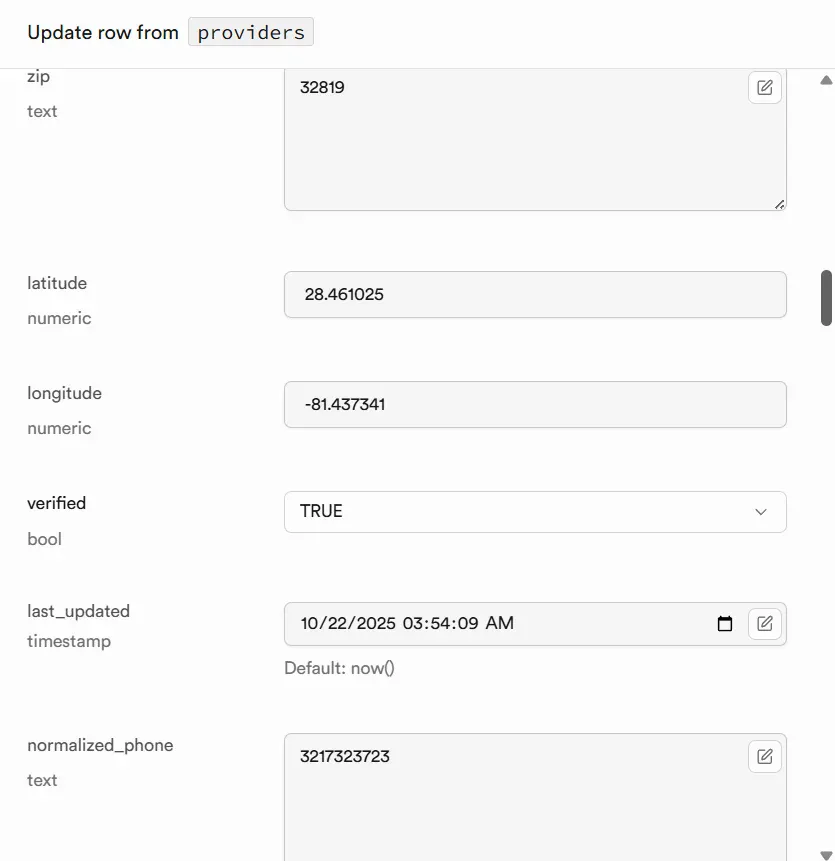 Update row from providers
zip
text
32819
latitude
numeric
28.461025
longitude
numeric
-81.437341
verified
bool
TRUE
last_updated
timestamp
10/22/2025 03:54:09 AM
Default: now()
normalized_phone
text
3217323723